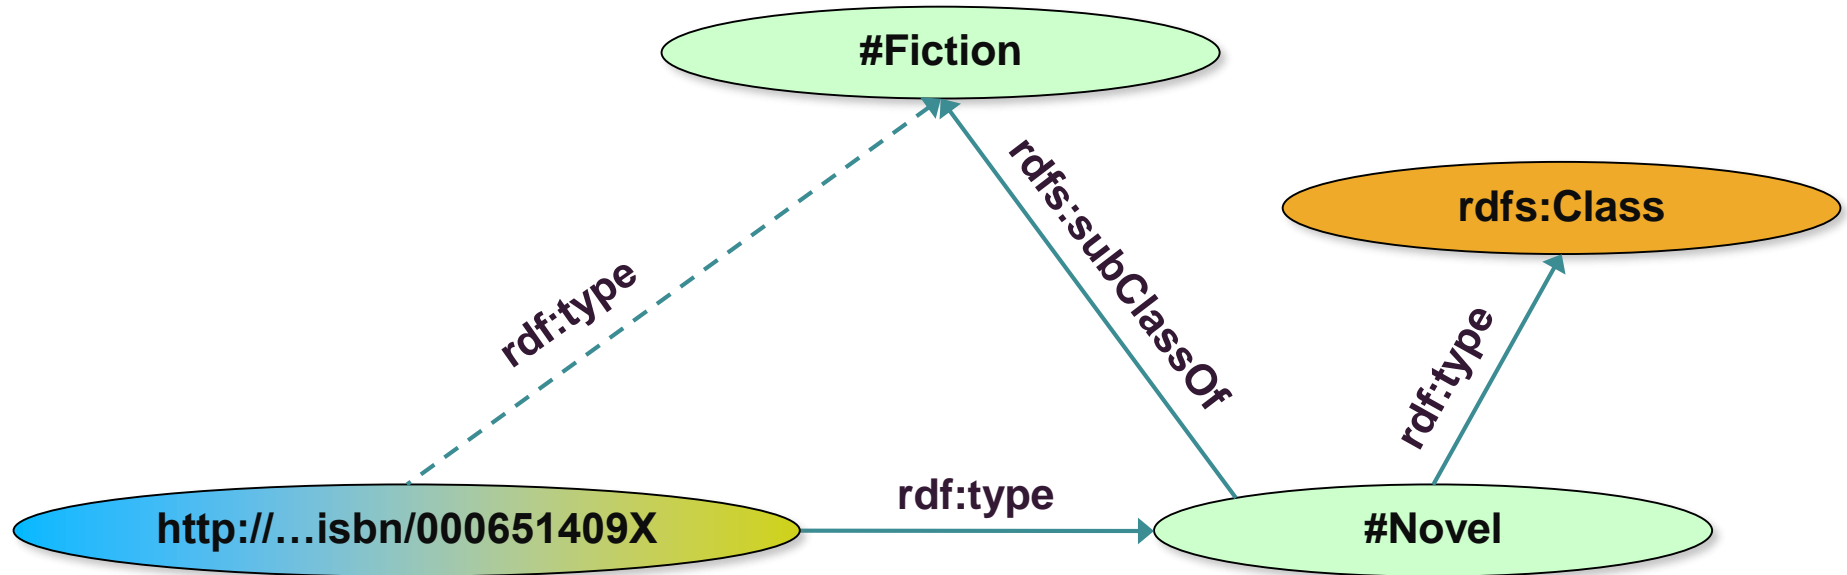 #Fiction
rdfs:subClassOf
rdfs:Class
rdf:type
rdf:type
rdf:type
http://…isbn/000651409X
#Novel